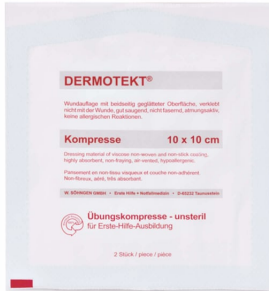 DERMOTEKT®
Wundauflage mit beidseitig geglätteter Oberfläche, verklebt
nicht mit der Wunde, gut saugend, nicht fasernd, atmungsaktiv,
keine allergischen Reaktionen.
Kompresse 10 x 10 cm
Dressing material of viscose non-woven and non-stick coating,
highly absorbent, non-fraying, air-vented, hypoallergenic.
Pansement en non-tissu visqueux et couche non-adhérent
Non-fibreux, aéré, très absorbant.
W. SÖHNGEN GMBH • Erste Hilfe + Notfallmedizin • D-65232 Taunusstein
Übungskompresse - unsteril
für Erste-Hilfe-Ausbildung
2 Stück / piece / pièce